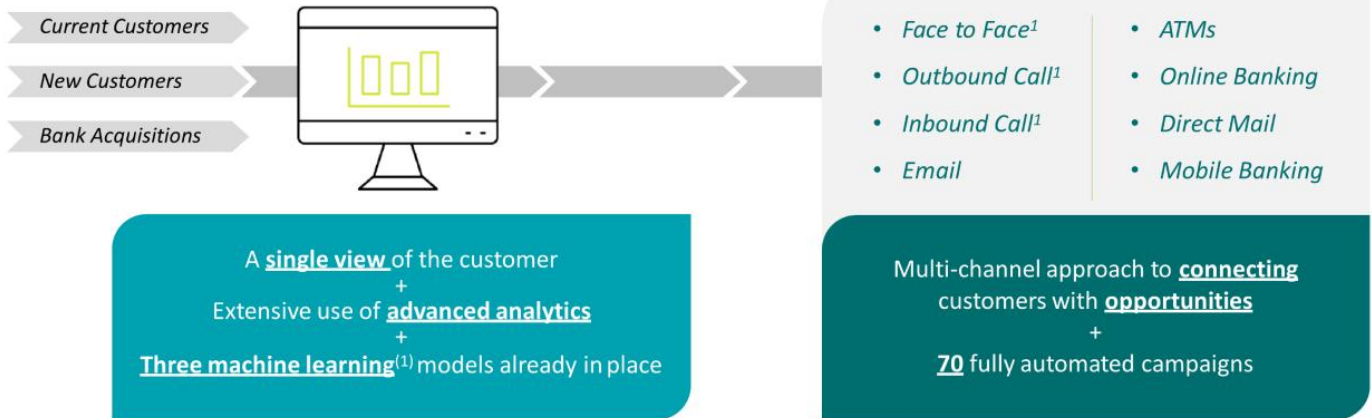 Current Customers
New Customers
Bank Acquisitions
A single view of the customer
+
Extensive use of advanced analytics
+
Three machine learning(1) models already in place
• Face to Face1
• Outbound Call1
• Inbound Call1
• Email
• ATMs
• Online Banking
• Direct Mail
• Mobile Banking
Multi-channel approach to connecting
customers with opportunities
+
70 fully automated campaigns